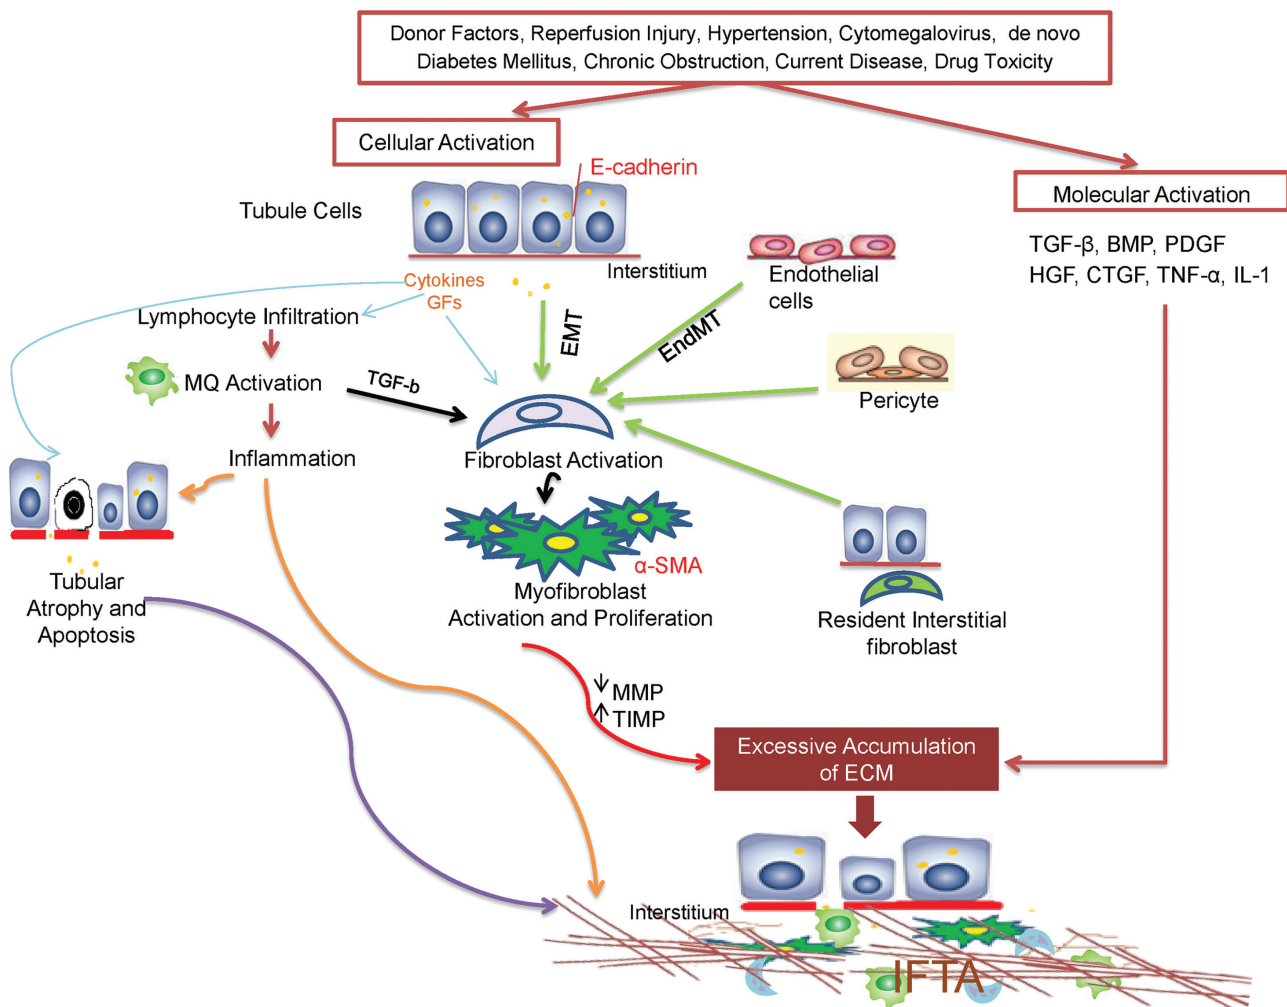 Donor Factors, Reperfusion Injury, Hypertension, Cytomegalovirus, de novo
Diabetes Mellitus, Chronic Obstruction, Current Disease, Drug Toxicity
Cellular Activation
Molecular Activation
E-cadherin
Tubule Cells
TGF-β, BMP, PDGF
HGF, CTGF, TNF-α, IL-1
Interstitium
Endothelial
cells
Cytokines
GFs
Lymphocyte Infiltration
EMT
EndMT
MQ Activation
TGF-b
Pericyte
Inflammation
Fibroblast Activation
α-SMA
Myofibroblast
Activation and Proliferation
Tubular
Atrophy and
Apoptosis
Resident Interstitial
fibroblast
↓ MMP
↑ TIMP
Excessive Accumulation
of ECM
Interstitium
IFTA